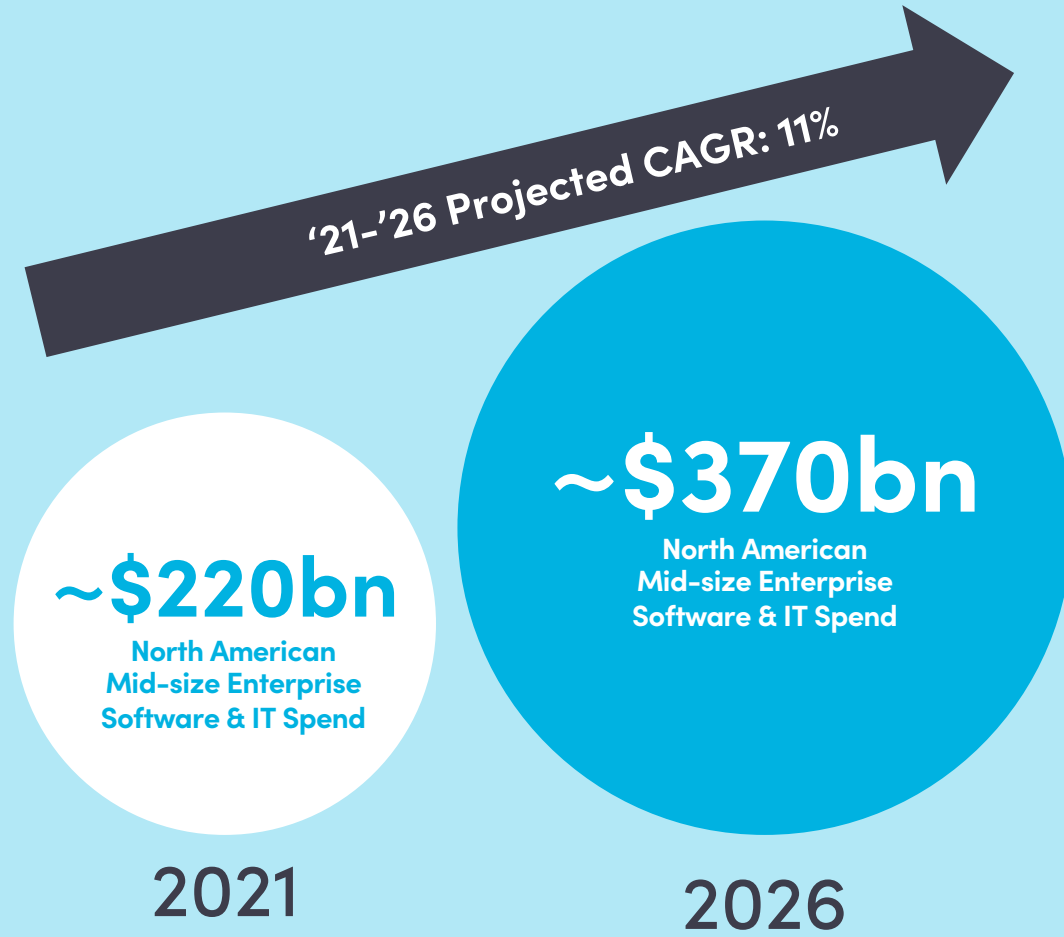 ‘21-’26 Projected CAGR: 11%
~$220bn
North American
Mid-size Enterprise
Software & IT Spend
2021
~$370bn
North American
Mid-size Enterprise
Software & IT Spend
2026